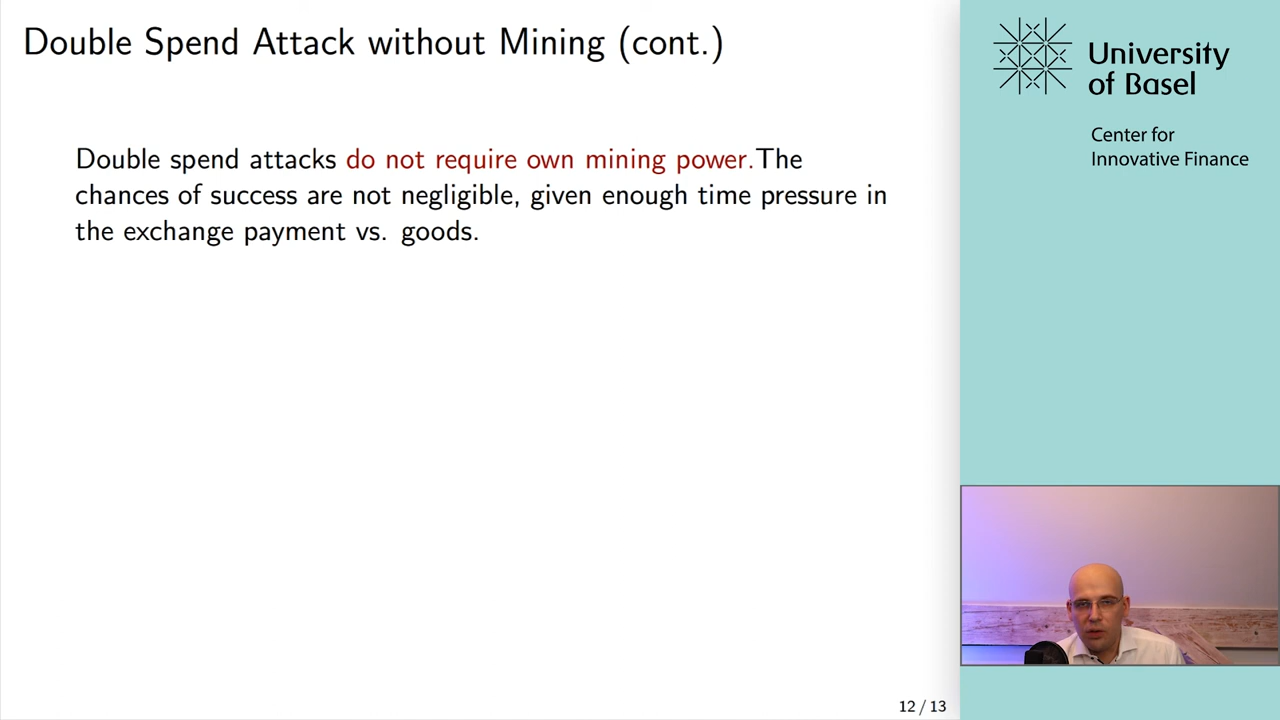 Double Spend Attack without Mining (cont.)
Double spend attacks do not require own mining power.The
chances of success are not negligible, given enough time pressure in
the exchange payment vs. goods.
12 / 13
University
of Basel
Center for
Innovative Finance